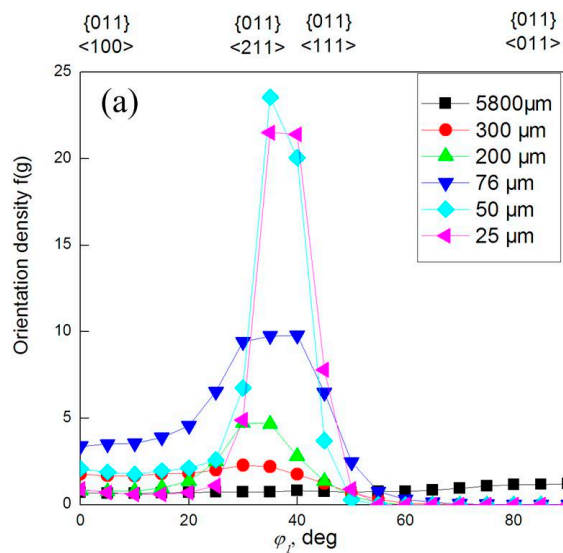 {011} {011} {011} {011}
<100> <211> <111> <011>
25
(a)
5800μm
300 μm
20
200 μm
76 μm
50 μm
15
25 μm
Orientation density f(g)
10
5
0
0 20 40 60 80
φ₁, deg